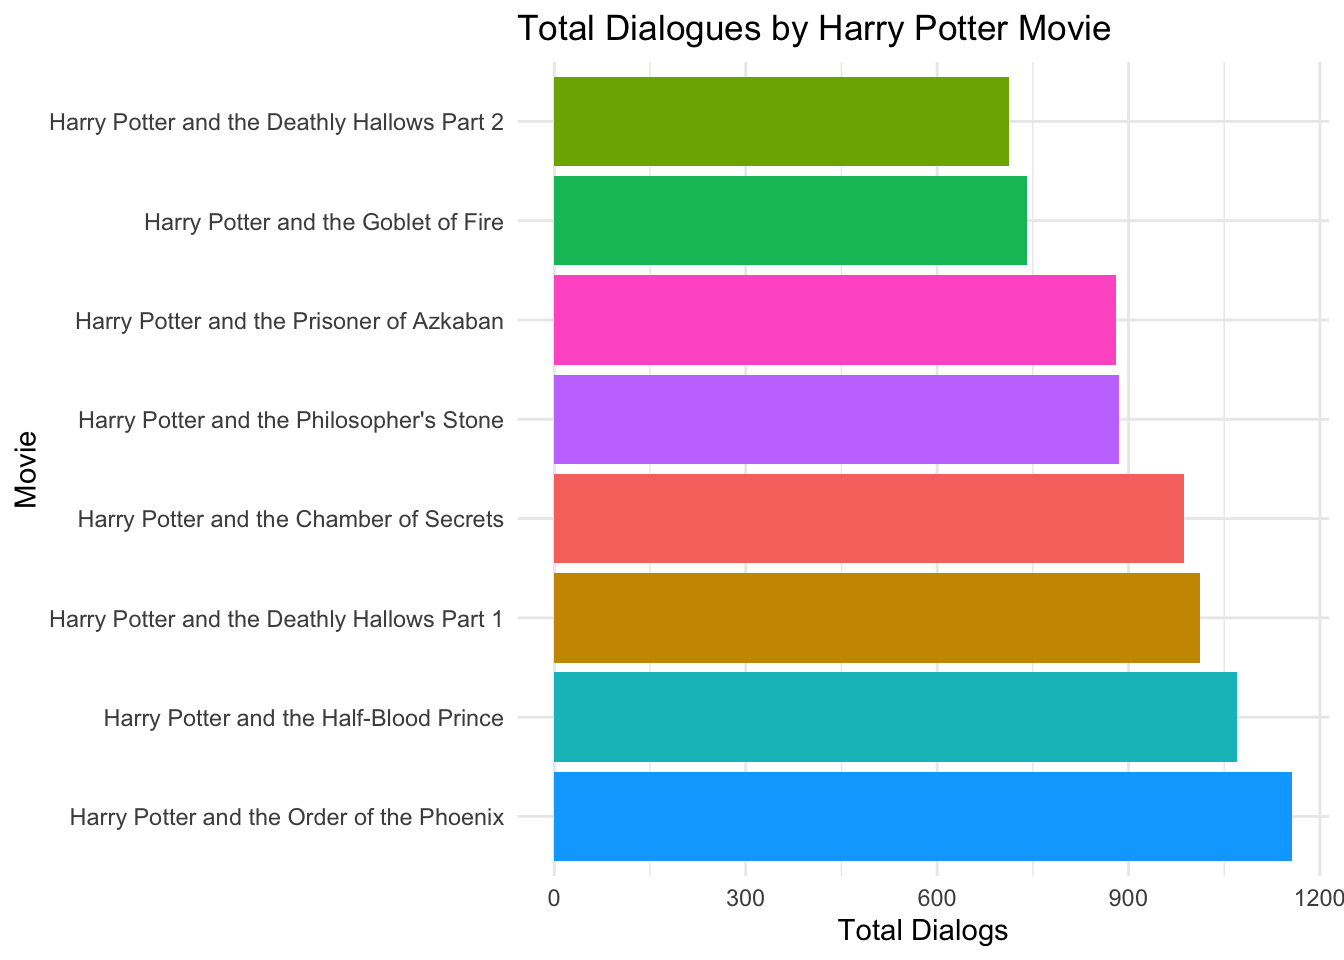 Total Dialogues by Harry Potter Movie
Harry Potter and the Deathly Hallows Part 2
Harry Potter and the Goblet of Fire
Harry Potter and the Prisoner of Azkaban
Harry Potter and the Philosopher's Stone
Harry Potter and the Chamber of Secrets
Harry Potter and the Deathly Hallows Part 1
Harry Potter and the Half-Blood Prince
Harry Potter and the Order of the Phoenix
Movie
0 300 600 900 1200
Total Dialogs